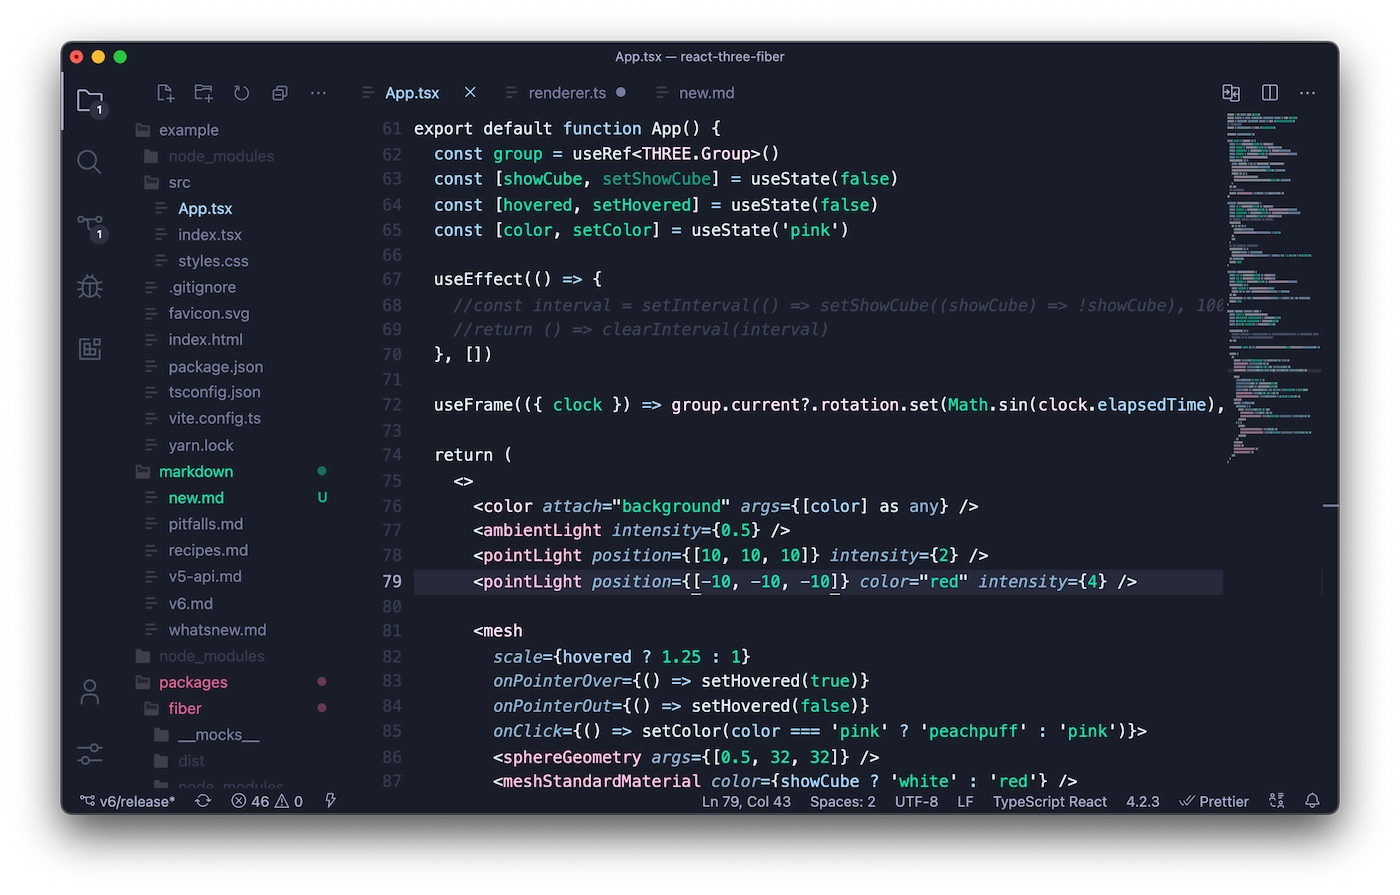 App.tsx — react-three-fiber
1
1
example
node_modules
src
App.tsx
index.tsx
styles.css
.gitignore
favicon.svg
index.html
package.json
tsconfig.json
vite.config.ts
yarn.lock
markdown
new.md U
pitfalls.md
recipes.md
v5-api.md
v6.md
whatsnew.md
node_modules
packages
fiber
__mocks__
dist
node_modules
App.tsx × renderer.ts new.md
61 export default function App() {
62 const group = useRef<THREE.Group>()
63 const [showCube, setShowCube] = useState(false)
64 const [hovered, setHovered] = useState(false)
65 const [color, setColor] = useState('pink')
66
67 useEffect(() => {
68 //const interval = setInterval(() => setShowCube((showCube) => !showCube), 100
69 //return () => clearInterval(interval)
70 }, [])
71
72 useFrame(({ clock }) => group.current?.rotation.set(Math.sin(clock.elapsedTime),
73
74 return (
75 <>
76 <color attach="background" args={[color] as any} />
77 <ambientLight intensity={0.5} />
78 <pointLight position={[10, 10, 10]} intensity={2} />
79 <pointLight position={[-10, -10, -10]} color="red" intensity={4} />
80
81 <mesh
82 scale={hovered ? 1.25 : 1}
83 onPointerOver={() => setHovered(true)}
84 onPointerOut={() => setHovered(false)}
85 onClick={() => setColor(color === 'pink' ? 'peachpuff' : 'pink')}>
86 <sphereGeometry args={[0.5, 32, 32]} />
87 <meshStandardMaterial color={showCube ? 'white' : 'red'} />
v6/release* 46 0 Ln 79, Col 43 Spaces: 2 UTF-8 LF TypeScript React 4.2.3 Prettier